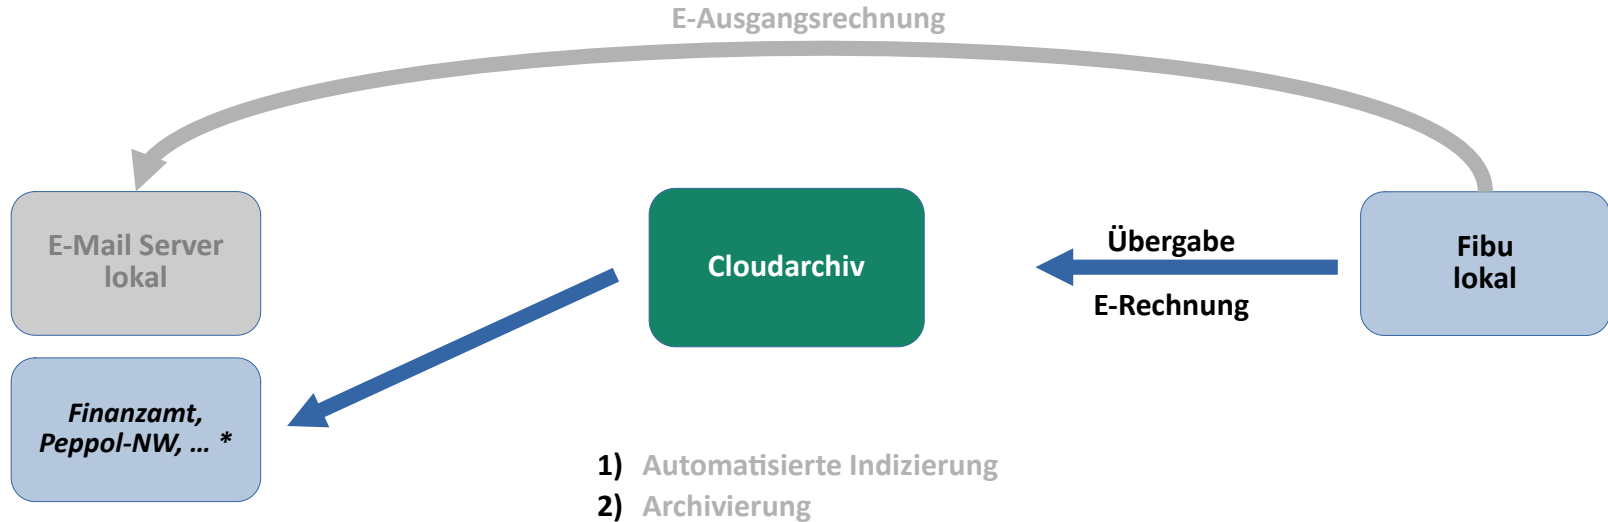 E-Ausgangsrechnung
E-Mail Server
lokal
Cloudarchiv
Übergabe
E-Rechnung
Fibu
lokal
Finanzamt,
Peppol-NW, ... *
1) Automatisierte Indizierung
2) Archivierung